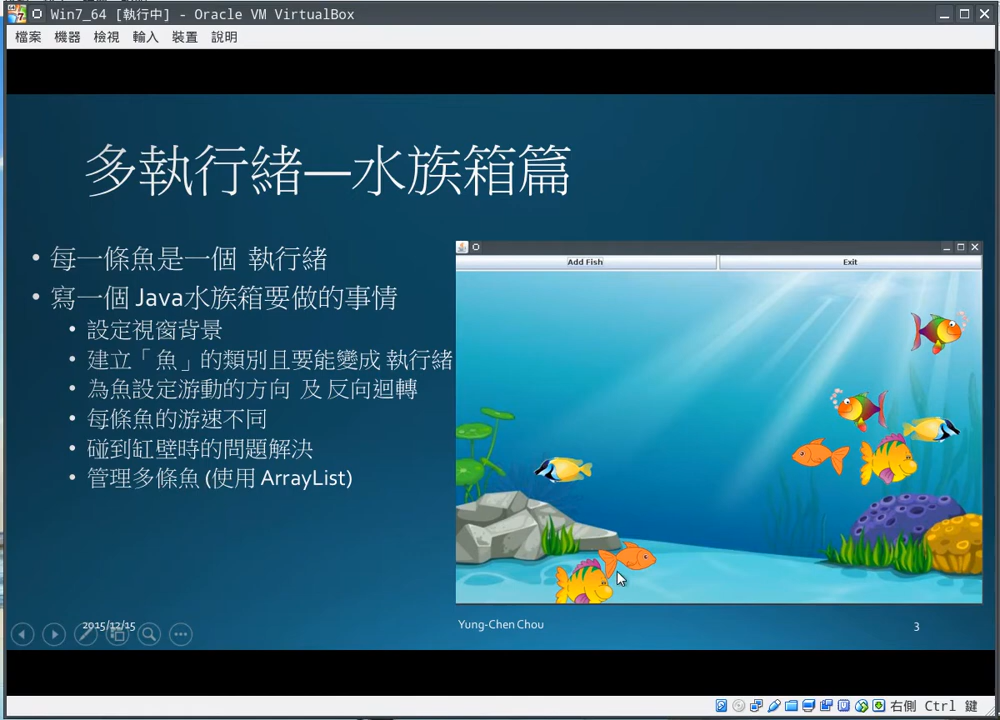 Win7_64 [執行中] - Oracle VM VirtualBox
檔案 機器 檢視 輸入 裝置 說明
多執行緒—水族箱篇
• 每一條魚是一個 執行緒
• 寫一個 Java水族箱要做的事情
• 設定視窗背景
• 建立「魚」的類別且要能變成 執行緒
• 為魚設定游動的方向 及 反向迴轉
• 每條魚的游速不同
• 碰到缸壁時的問題解決
• 管理多條魚 (使用 ArrayList)
Add Fish Exit
2015/12/15 Yung-Chen Chou 3
右側 Ctrl 鍵